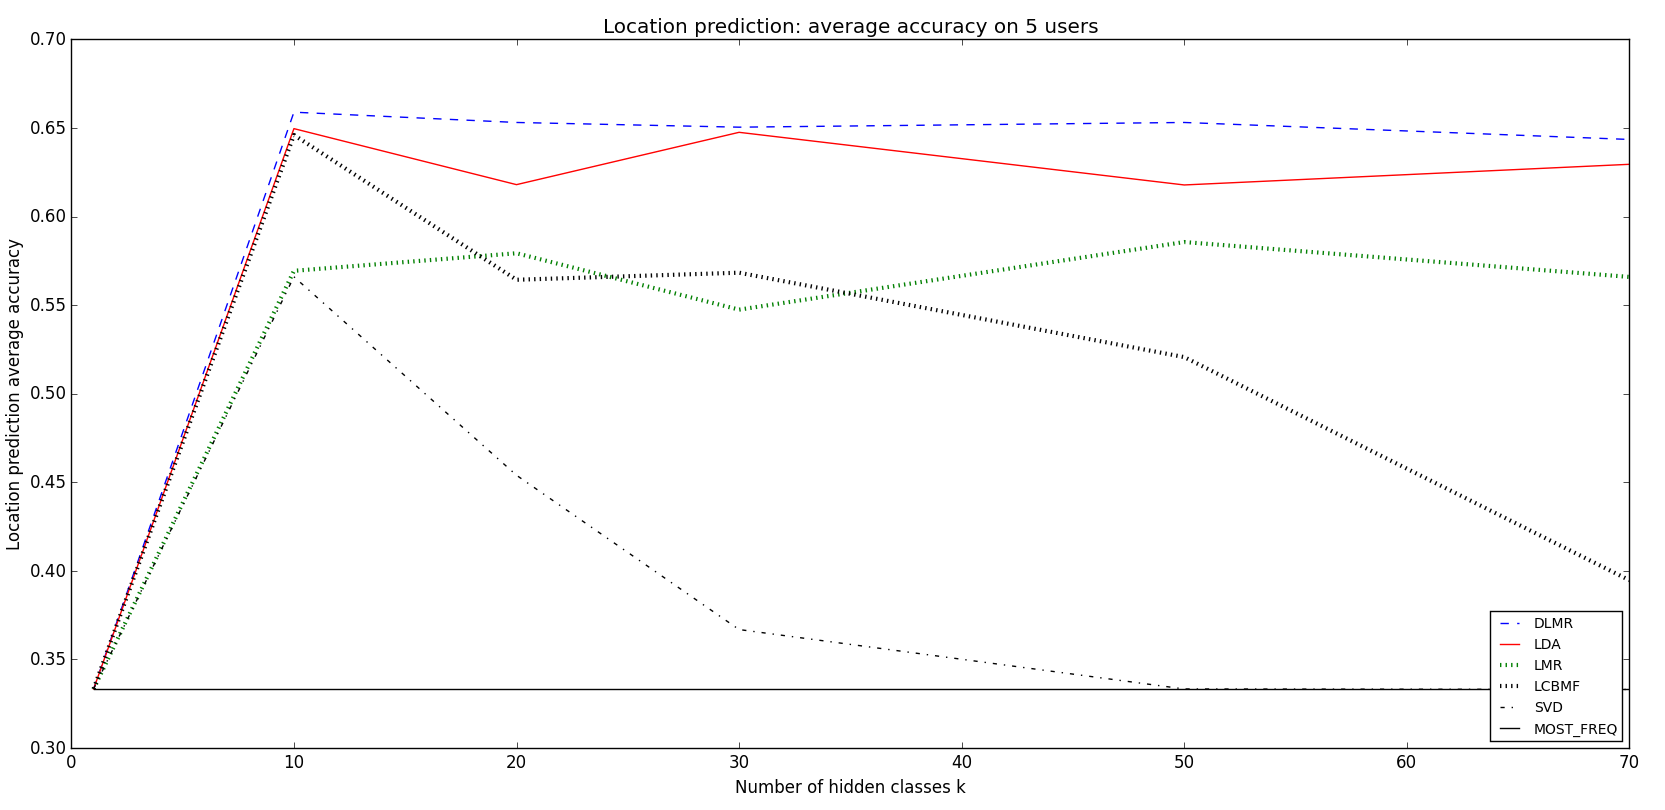 Location prediction: average accuracy on 5 users
Location prediction average accuracy
0.70
0.65
0.60
0.55
0.50
0.45
0.40
0.35
0.30
0 10 20 30 40 50 60 70
Number of hidden classes k
DLMR
LDA
LMR
LCBMF
SVD
MOST_FREQ